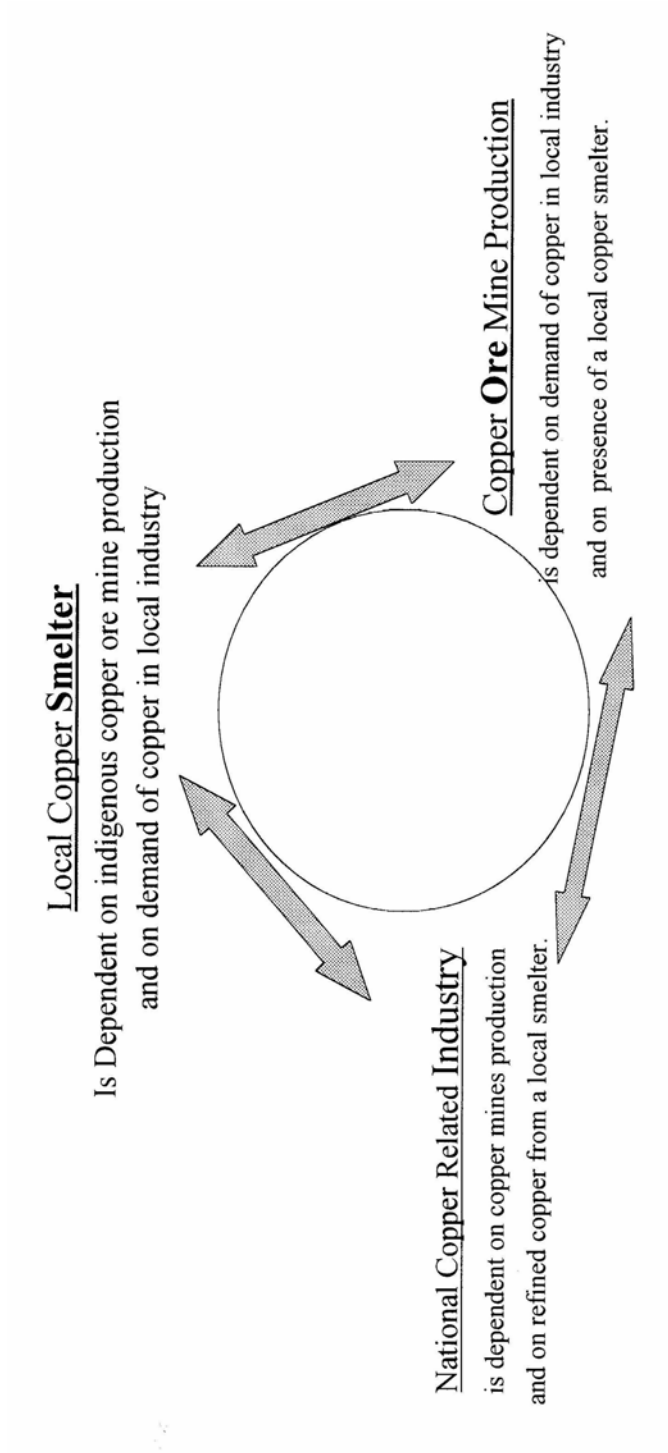 Local Copper Smelter
Is Dependent on indigenous copper ore mine production
and on demand of copper in local industry
National Copper Related Industry
is dependent on copper mines production
and on refined copper from a local smelter.
Copper Ore Mine Production
is dependent on demand of copper in local industry
and on presence of a local copper smelter.